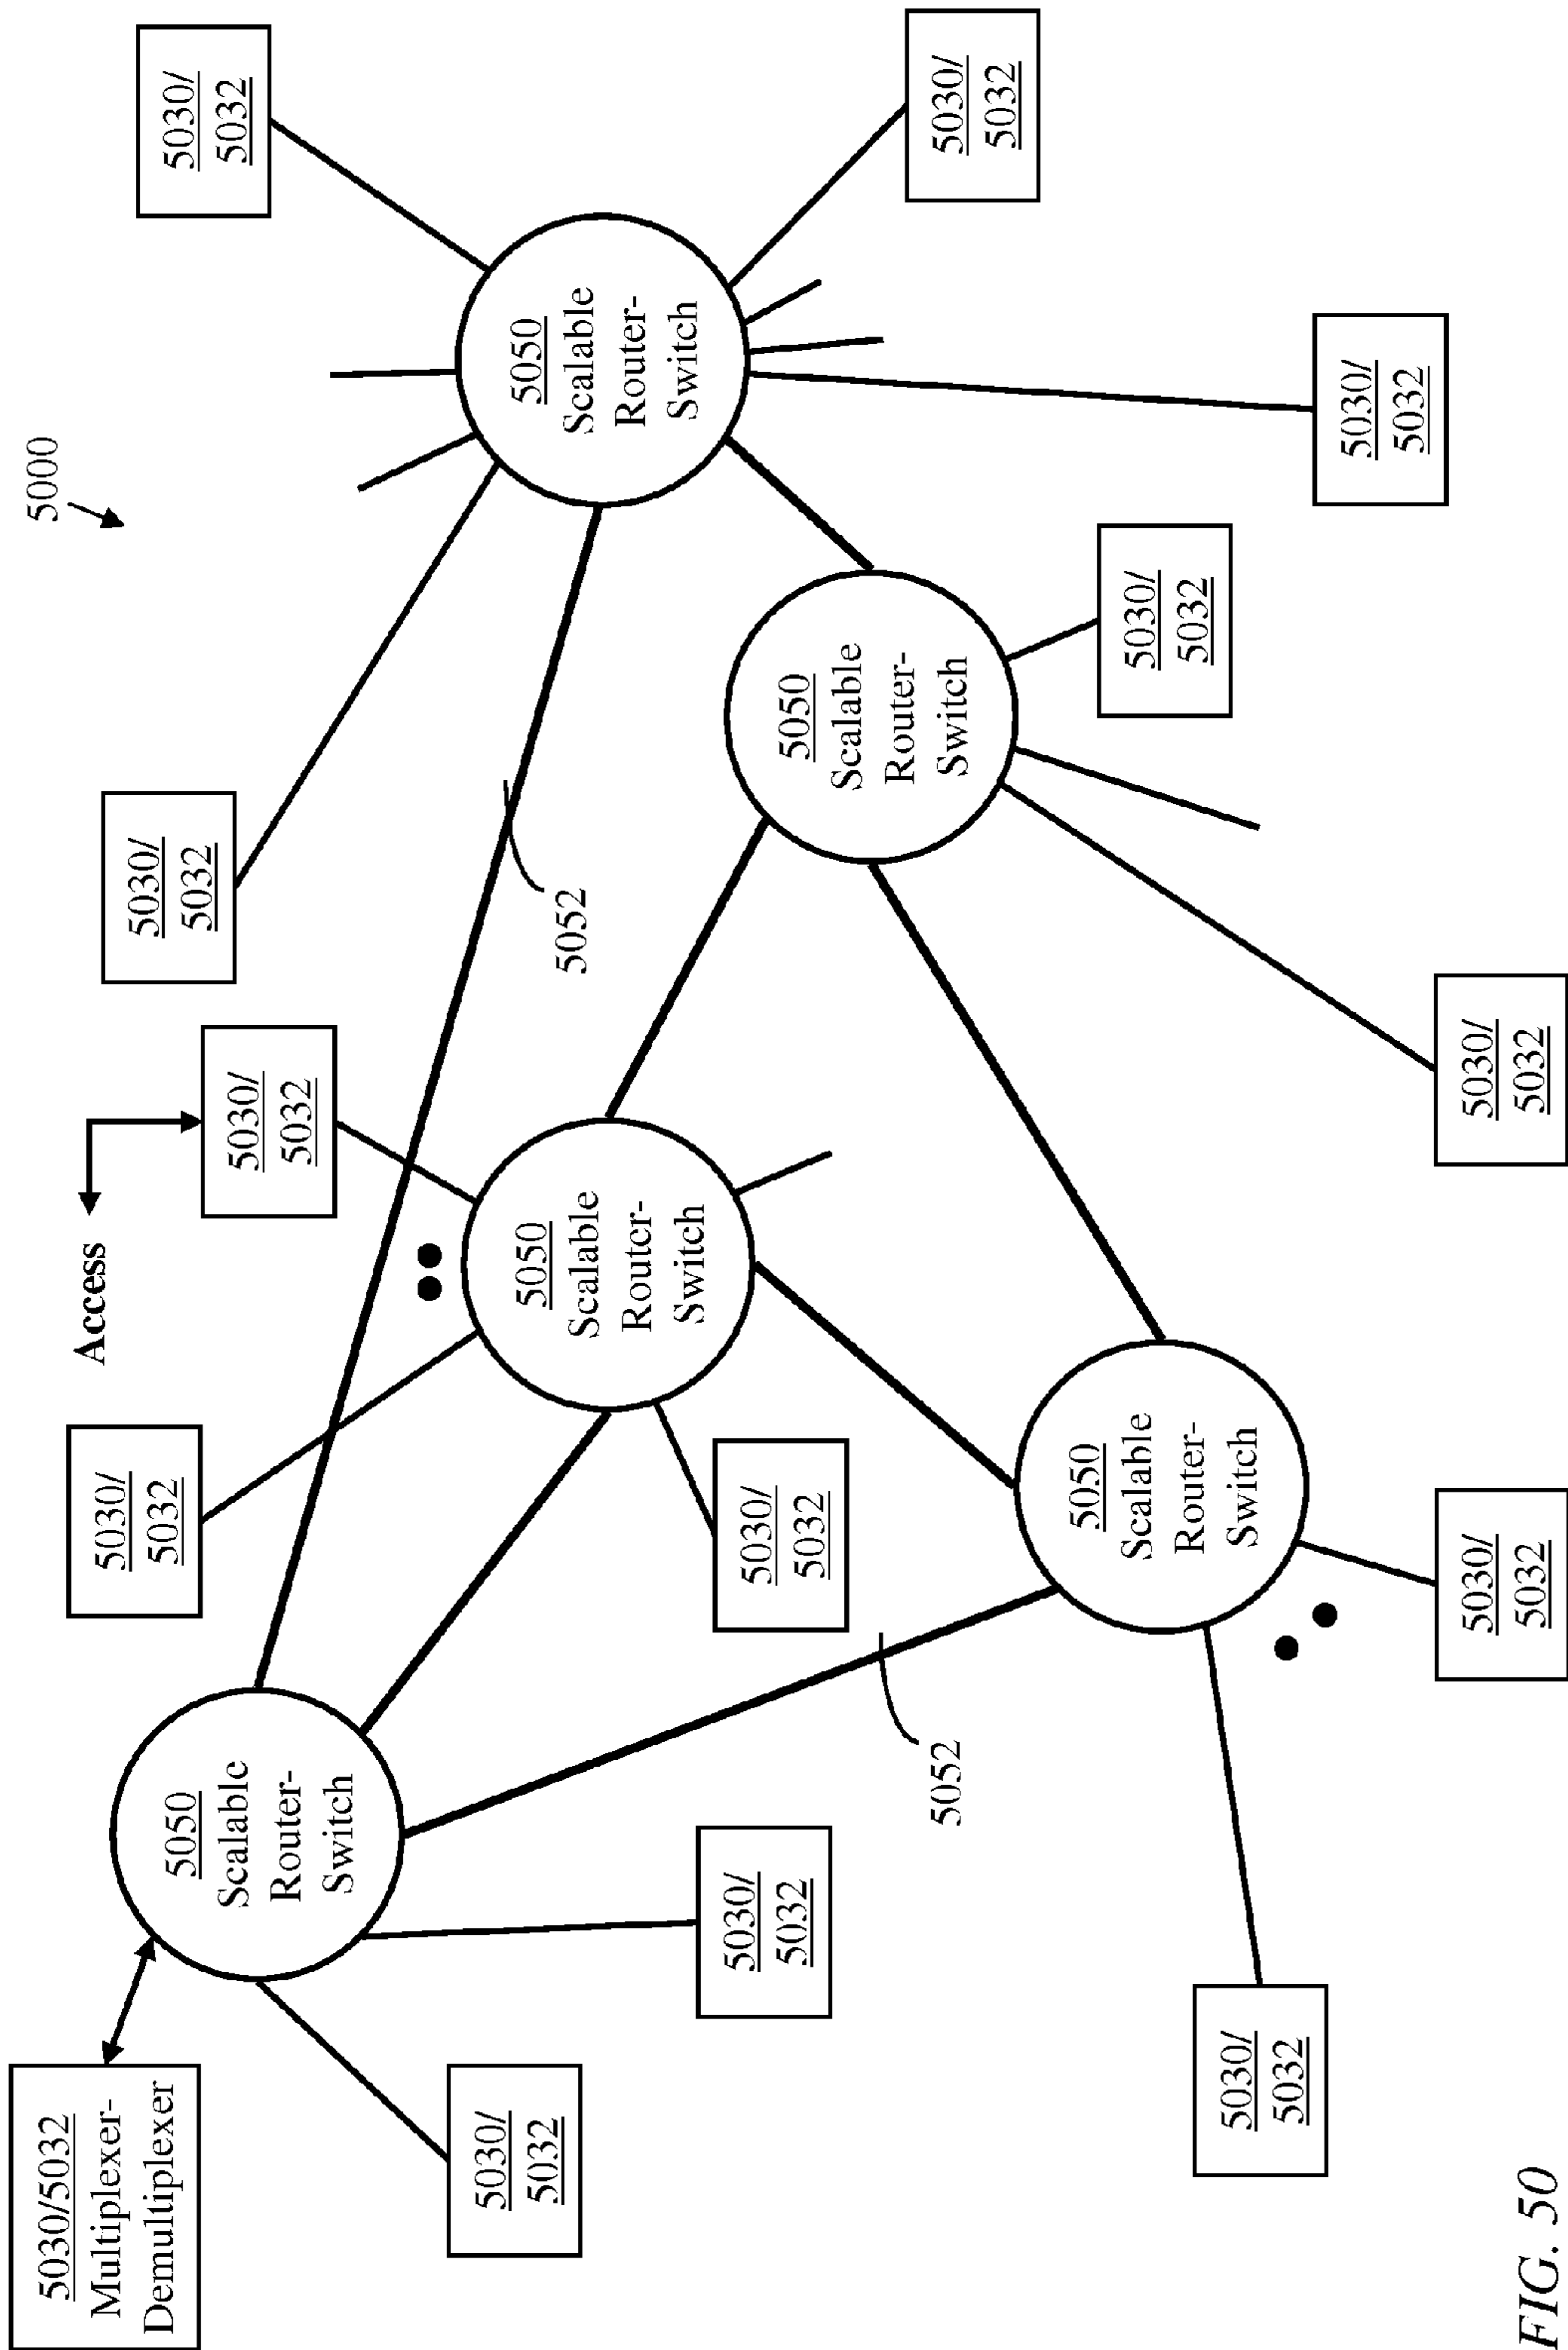 5000
5030/5032
Multiplexer-
Demultiplexer
Access
5030/
5032
5030/
5032
5030/
5032
5050
Scalable
Router-
Switch
5030/
5032
5030/
5032
5050
Scalable
Router-
Switch
5050
Scalable
Router-
Switch
5052
5030/
5032
5030/
5032
5050
Scalable
Router-
Switch
5052
5030/
5032
5050
Scalable
Router-
Switch
5030/
5032
5030/
5032
5030/
5032
5030/
5032
5030/
5032
FIG. 50